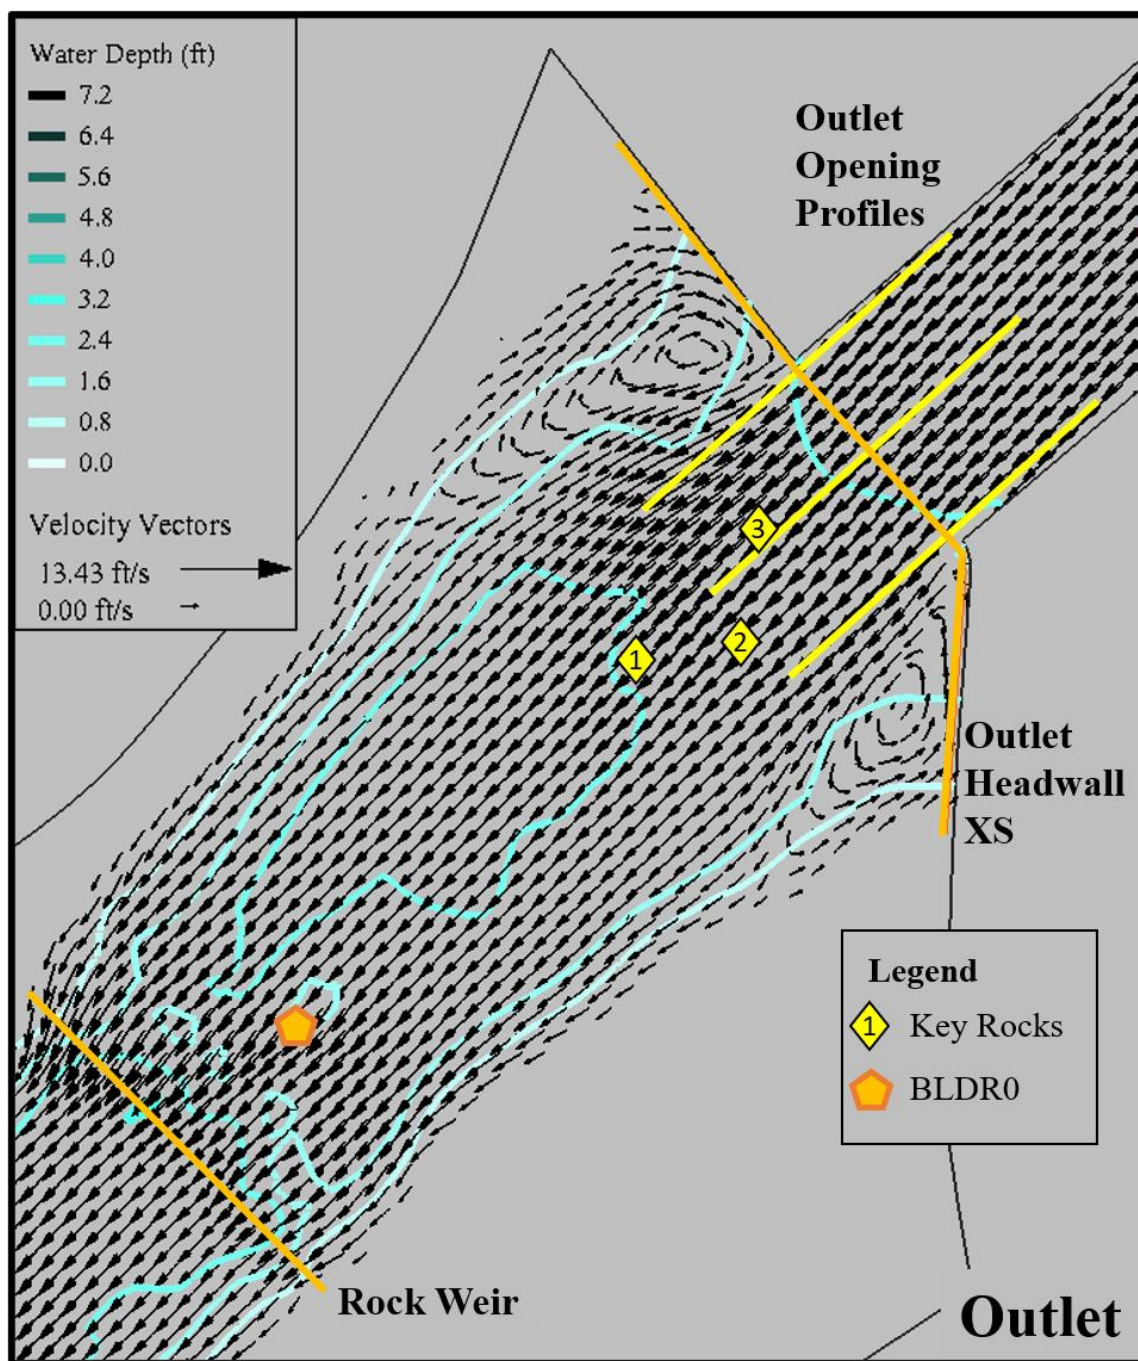 Water Depth (ft)
7.2
6.4
5.6
4.8
4.0
3.2
2.4
1.6
0.8
0.0
Velocity Vectors
13.43 ft/s
0.00 ft/s
Outlet
Opening
Profiles
3
2
1
Outlet
Headwall
XS
Legend
1 Key Rocks
BLDR0
Rock Weir
Outlet